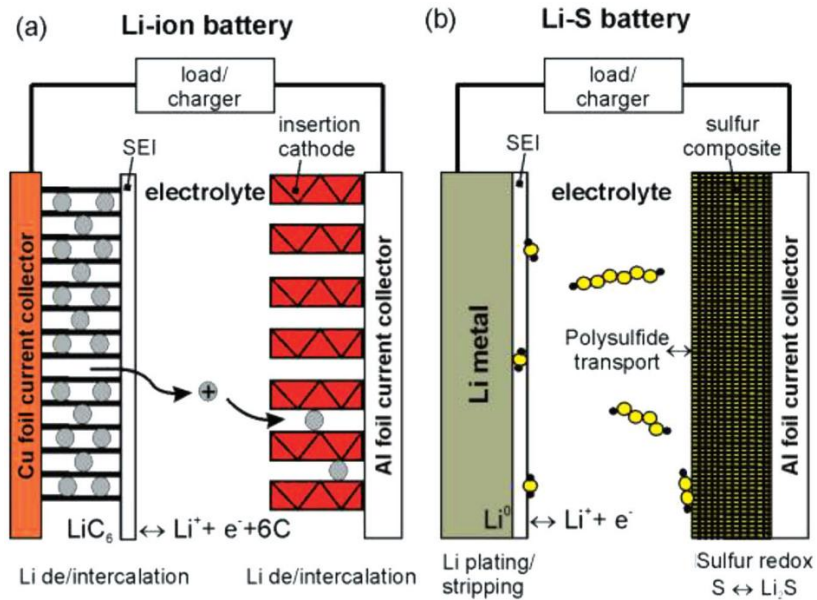 (a)
Li-ion battery
load/
charger
SEI
insertion
cathode
electrolyte
Cu foil current collector
Al foil current collector
LiC₆ ↔ Li⁺+ e⁻+6C
Li de/intercalation
Li de/intercalation
(b)
Li-S battery
load/
charger
SEI
sulfur
composite
electrolyte
Li metal
Polysulfide
transport
Al foil current collector
Li⁰ ↔ Li⁺+ e⁻
Li plating/
stripping
Sulfur redox
S ↔ Li₂S